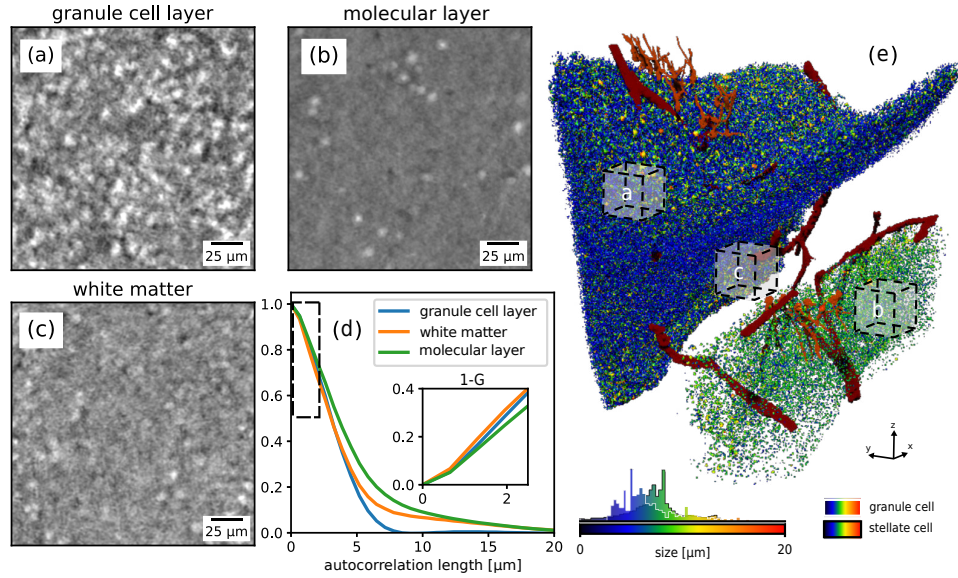 granule cell layer
(a)
25 µm
molecular layer
(b)
25 µm
white matter
(c)
25 µm
(d)
granule cell layer
white matter
molecular layer
1-G
0.4
0.2
0.0
0
2
1.0
0.8
0.6
0.4
0.2
0.0
0
5
10
15
20
autocorrelation length [µm]
(e)
a
c
b
z
y
x
0
20
size [µm]
granule cell
stellate cell